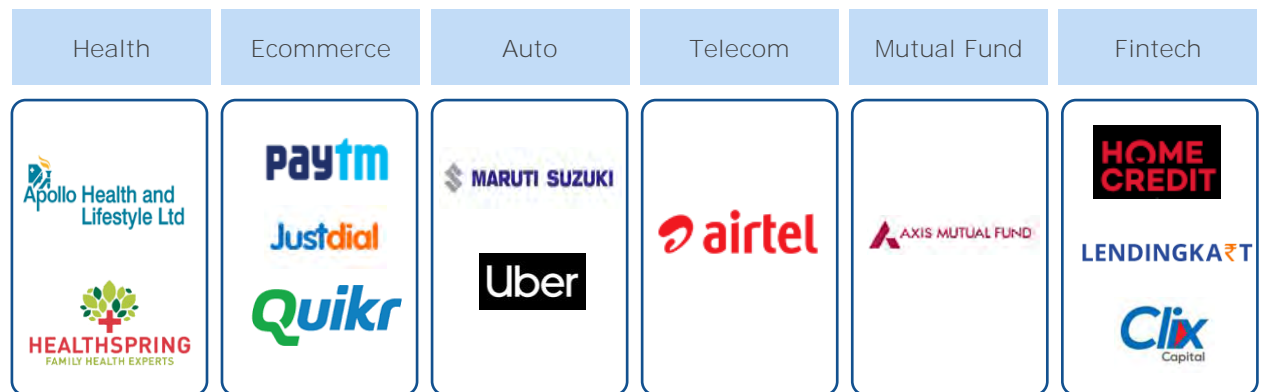 Health
Ecommerce
Auto
Telecom
Mutual Fund
Fintech
Apollo Health and
Lifestyle Ltd
HEALTHSPRING
FAMILY HEALTH EXPERTS
paytm
Justdial
Quikr
MARUTI SUZUKI
Uber
airtel
AXIS MUTUAL FUND
HOME
CREDIT
LENDINGKA₹T
Clix
Capital